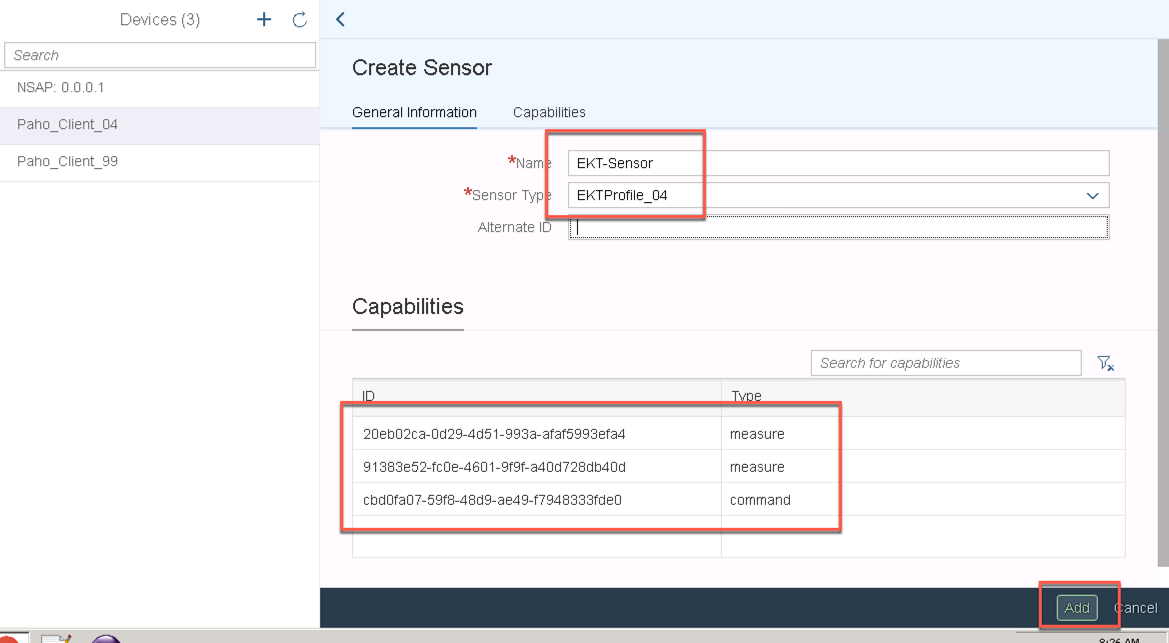 Devices (3)
Search
NSAP: 0.0.0.1
Paho_Client_04
Paho_Client_99
Create Sensor
General Information Capabilities
*Name EKT-Sensor
*Sensor Type EKTProfile_04
Alternate ID
Capabilities
Search for capabilities
ID Type
20eb02ca-0d29-4d51-993a-afaf5993efa4 measure
91383e52-fc0e-4601-9f9f-a40d728db40d measure
cbd0fa07-59f8-48d9-ae49-f7948333fde0 command
Add Cancel
8:26 AM